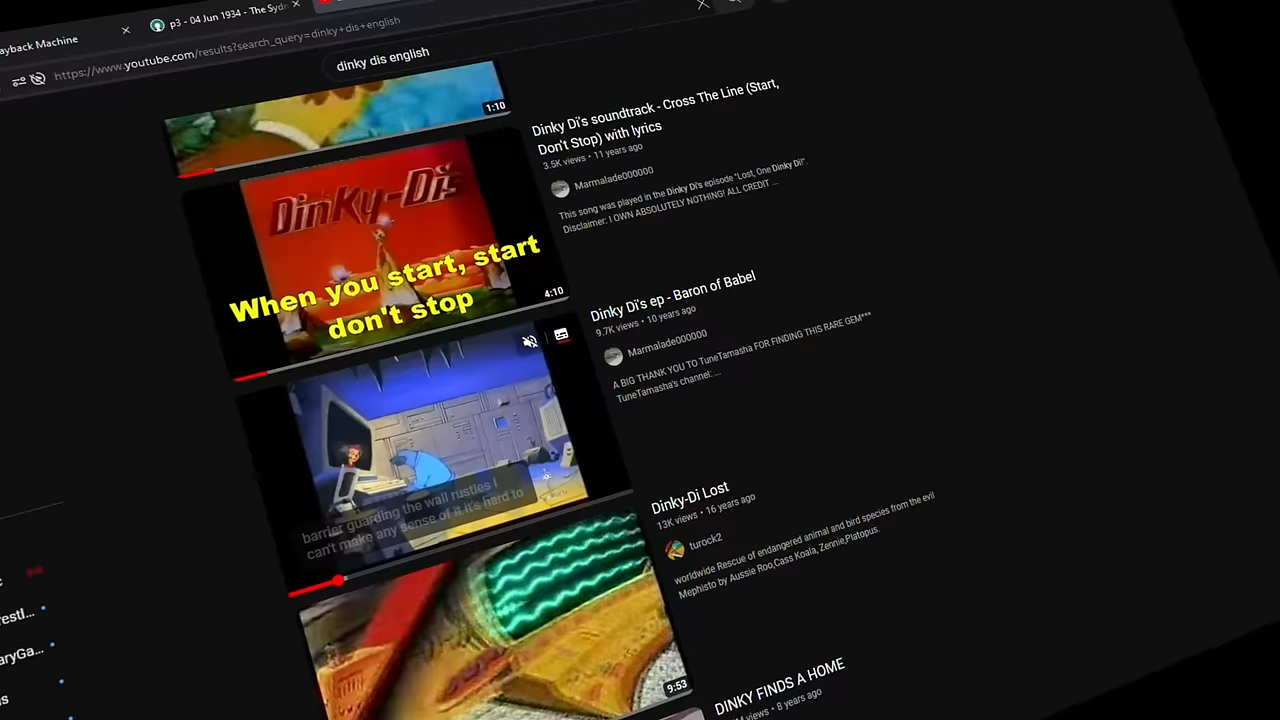 ayback Machine
p3 - 04 Jun 1934 - The Sydn
https://www.youtube.com/results?search_query=dinky+dis+english
dinky dis english
1:10
Dinky Di's soundtrack - Cross The Line (Start,
Don't Stop) with lyrics
3.5K views • 11 years ago
Marmalade000000
This song was played in the Dinky Di's episode "Lost, One Dinky Di!".
Disclaimer: I OWN ABSOLUTELY NOTHING! ALL CREDIT ...
DinKy-Dis
When you start, start
don't stop
4:10
Dinky Di's ep - Baron of Babel
9.7K views • 10 years ago
Marmalade000000
A BIG THANK YOU TO TuneTamasha FOR FINDING THIS RARE GEM***
TuneTamasha's channel: ...
barrier guarding the wall rustles I
can't make any sense of it it's hard to
Dinky-Di Lost
13K views • 16 years ago
turock2
worldwide Rescue of endangered animal and bird species from the evil
Mephisto by Aussie Roo,Cass Koala, Zennie,Platopus.
9:53
DINKY FINDS A HOME
M views • 8 years ago
c
restl...
aryGa...
s